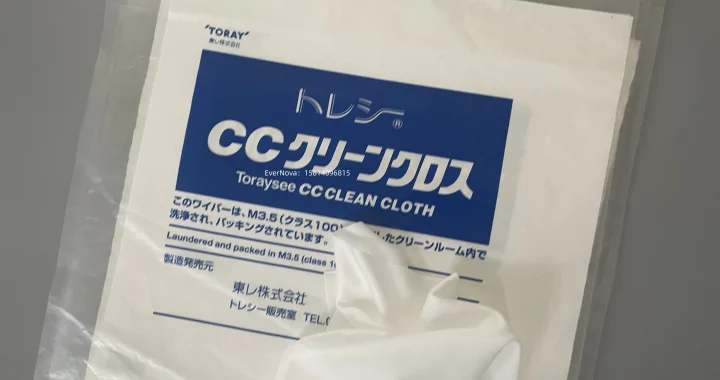 'TORAY'
東レ株式会社
トレシー®
CCクリーンクロス
EverNova: 15814096815
Toraysee CC CLEAN CLOTH
このワイパーは、M3.5(クラス100) したクリーンルーム内で
洗浄され、パッキングされています。
Laundered and packed in M3.5 (class
製造発売元
東レ株式会社
トレシー販売室 TEL.